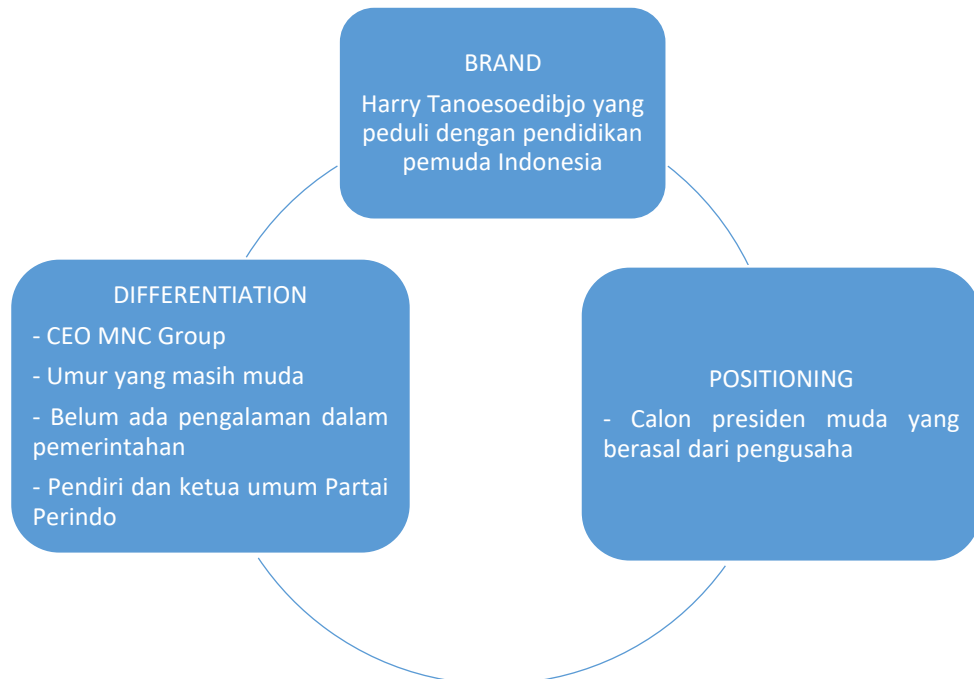 BRAND
Harry Tanoesoedibjo yang
peduli dengan pendidikan
pemuda Indonesia
DIFFERENTIATION
- CEO MNC Group
- Umur yang masih muda
- Belum ada pengalaman dalam
pemerintahan
- Pendiri dan ketua umum Partai
Perindo
POSITIONING
- Calon presiden muda yang
berasal dari pengusaha